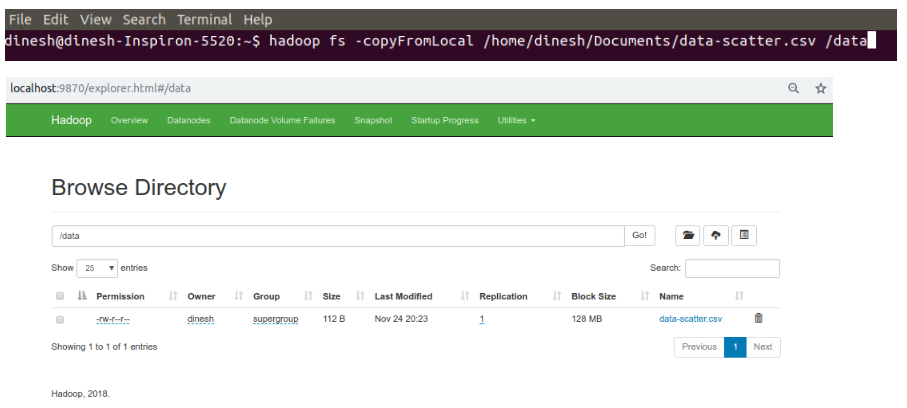 File Edit View Search Terminal Help
dinesh@dinesh-Inspiron-5520:~$ hadoop fs -copyFromLocal /home/dinesh/Documents/data-scatter.csv /data
localhost:9870/explorer.html#/data
Hadoop Overview Datanodes Datanode Volume Failures Snapshot Startup Progress Utilities
Browse Directory
/data Go!
Show 25 entries Search:
Permission Owner Group Size Last Modified Replication Block Size Name
-rw-r--r-- dinesh supergroup 112 B Nov 24 20:23 1 128 MB data-scatter.csv
Showing 1 to 1 of 1 entries Previous 1 Next
Hadoop, 2018.